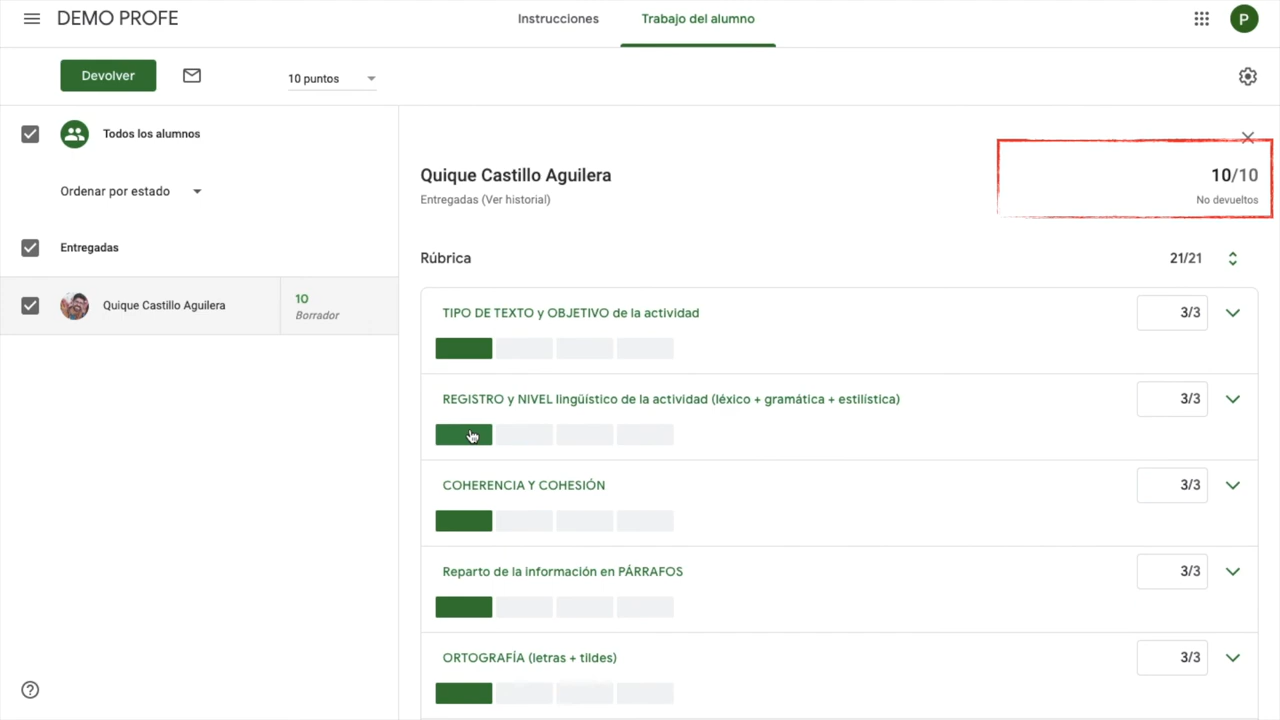 DEMO PROFE
Instrucciones
Trabajo del alumno
P
Devolver
10 puntos
Todos los alumnos
Ordenar por estado
Entregadas
Quique Castillo Aguilera
10
Borrador
Quique Castillo Aguilera
10/10
Entregadas (Ver historial)
No devueltos
Rúbrica
21/21
TIPO DE TEXTO y OBJETIVO de la actividad
3/3
REGISTRO y NIVEL lingüístico de la actividad (léxico + gramática + estilística)
3/3
COHERENCIA Y COHESIÓN
3/3
Reparto de la información en PÁRRAFOS
3/3
ORTOGRAFÍA (letras + tildes)
3/3